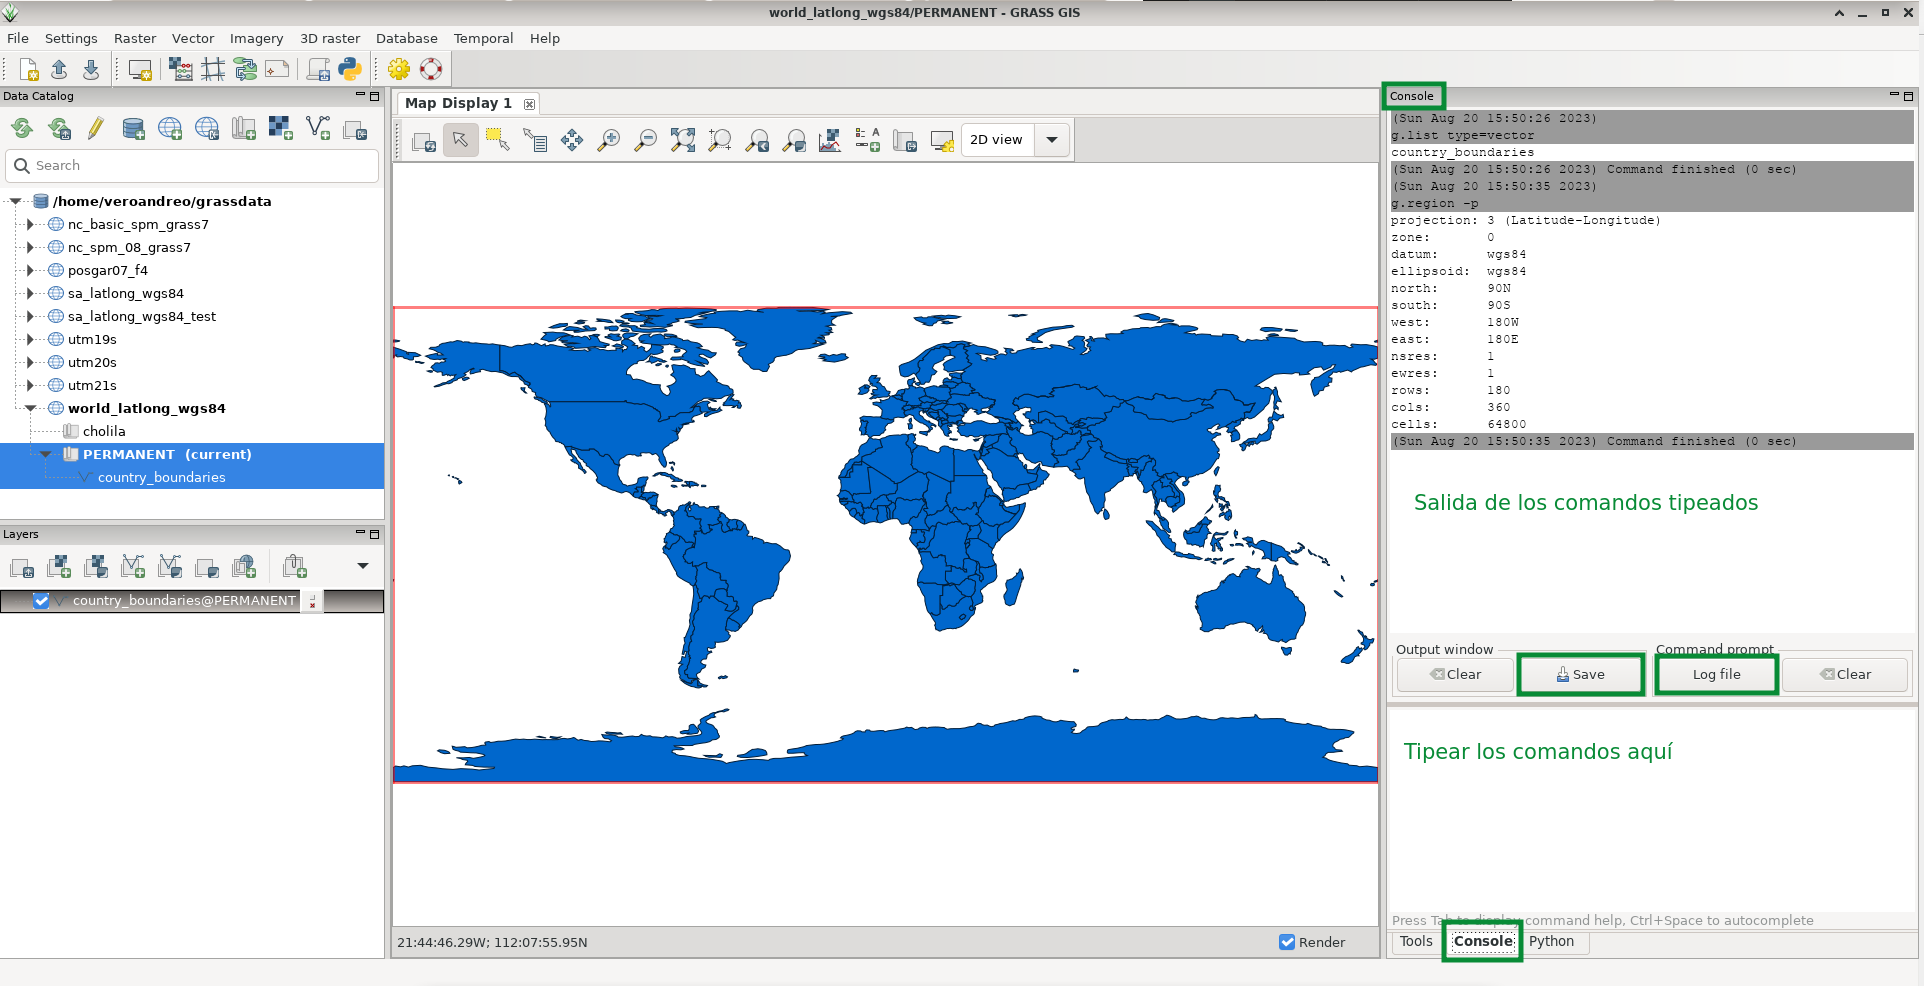 world_latlong_wgs84/PERMANENT - GRASS GIS
File Settings Raster Vector Imagery 3D raster Database Temporal Help
Data Catalog
Search
/home/veroandreo/grassdata
nc_basic_spm_grass7
nc_spm_08_grass7
posgar07_f4
sa_latlong_wgs84
sa_latlong_wgs84_test
utm19s
utm20s
utm21s
world_latlong_wgs84
cholila
PERMANENT (current)
country_boundaries
Layers
country_boundaries@PERMANENT
Map Display 1
2D view
21:44:46.29W; 112:07:55.95N
Render
Console
(Sun Aug 20 15:50:26 2023)
g.list type=vector
country_boundaries
(Sun Aug 20 15:50:26 2023) Command finished (0 sec)
(Sun Aug 20 15:50:35 2023)
g.region -p
projection: 3 (Latitude-Longitude)
zone: 0
datum: wgs84
ellipsoid: wgs84
north: 90N
south: 90S
west: 180W
east: 180E
nsres: 1
ewres: 1
rows: 180
cols: 360
cells: 64800
(Sun Aug 20 15:50:35 2023) Command finished (0 sec)
Salida de los comandos tipeados
Output window Command prompt
Clear Save Log file Clear
Tipear los comandos aquí
Press Tab to display command help, Ctrl+Space to autocomplete
Tools Console Python